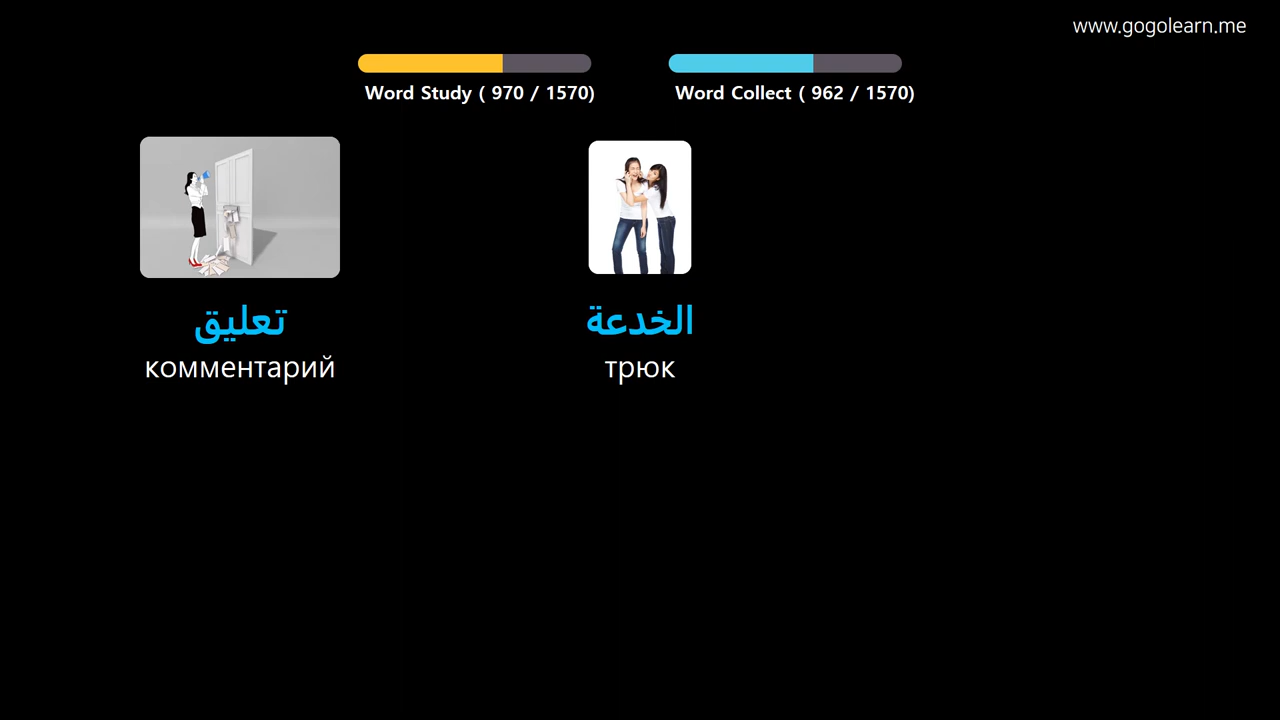 www.gogolearn.me
Word Study ( 970 / 1570)
Word Collect ( 962 / 1570)
تعليق
комментарий
الخدعة
трюк